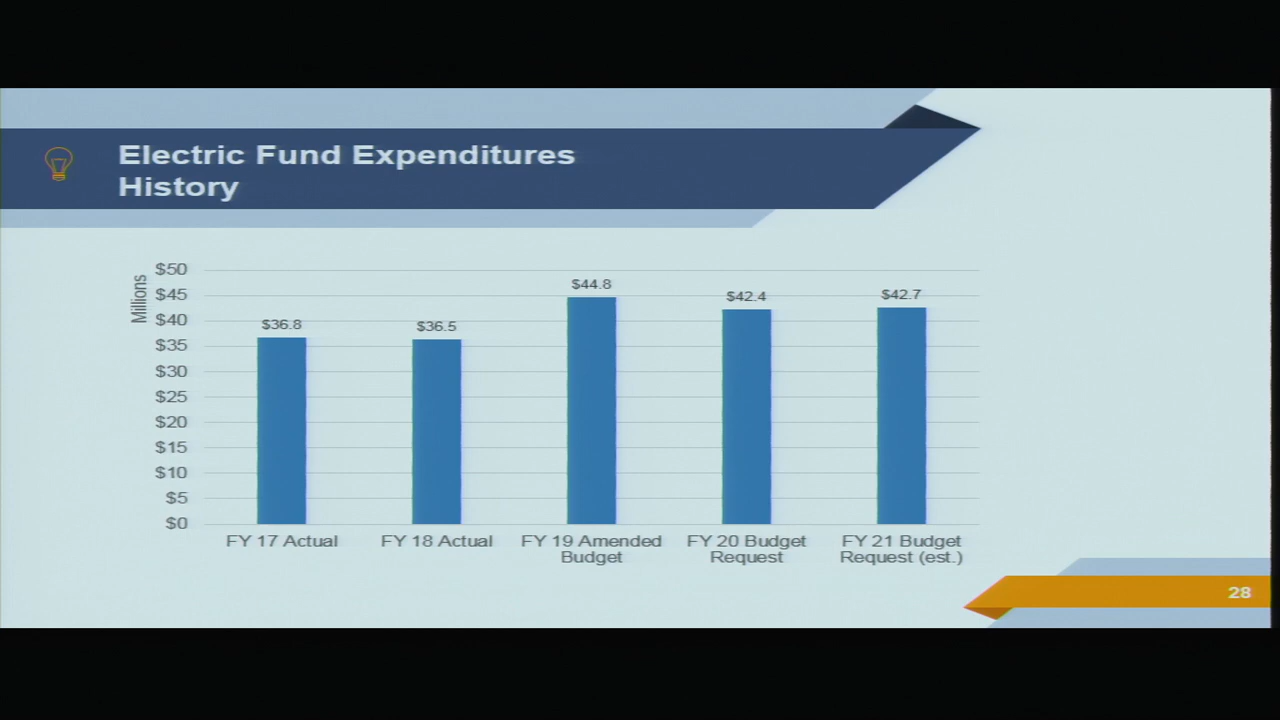 Electric Fund Expenditures
History
Millions
$50
$45
$40
$35
$30
$25
$20
$15
$10
$5
$0
$36.8
$36.5
$44.8
$42.4
$42.7
FY 17 Actual
FY 18 Actual
FY 19 Amended
Budget
FY 20 Budget
Request
FY 21 Budget
Request (est.)
28